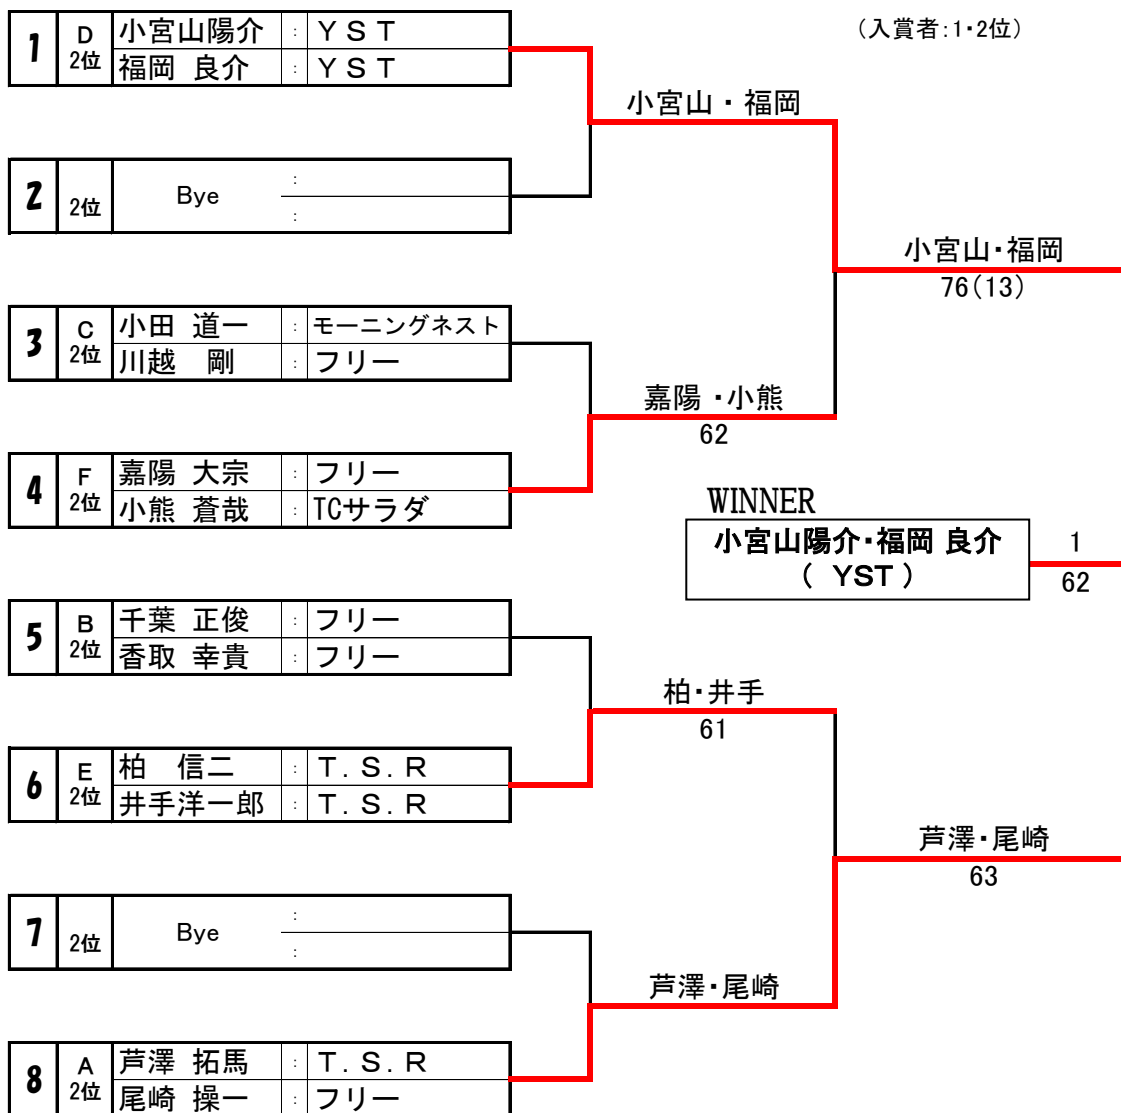 1 D 2位 小宮山陽介 : ＹＳＴ
福岡 良介 : ＹＳＴ
(入賞者:1・2位)
小宮山・福岡
2 2位 Bye :
:
小宮山・福岡
76(13)
3 C 2位 小田 道一 : モーニングネスト
川越　剛 : フリー
嘉陽・小熊
62
4 F 2位 嘉陽 大宗 : フリー
小熊 蒼哉 : TCサラダ
WINNER
小宮山陽介・福岡 良介
( YST )
1
62
5 B 2位 千葉 正俊 : フリー
香取 幸貴 : フリー
柏・井手
61
6 E 2位 柏　信二 : Ｔ.Ｓ.Ｒ
井手洋一郎 : Ｔ.Ｓ.Ｒ
芦澤・尾崎
63
7 2位 Bye :
:
芦澤・尾崎
8 A 2位 芦澤 拓馬 : Ｔ.Ｓ.Ｒ
尾崎 操一 : フリー